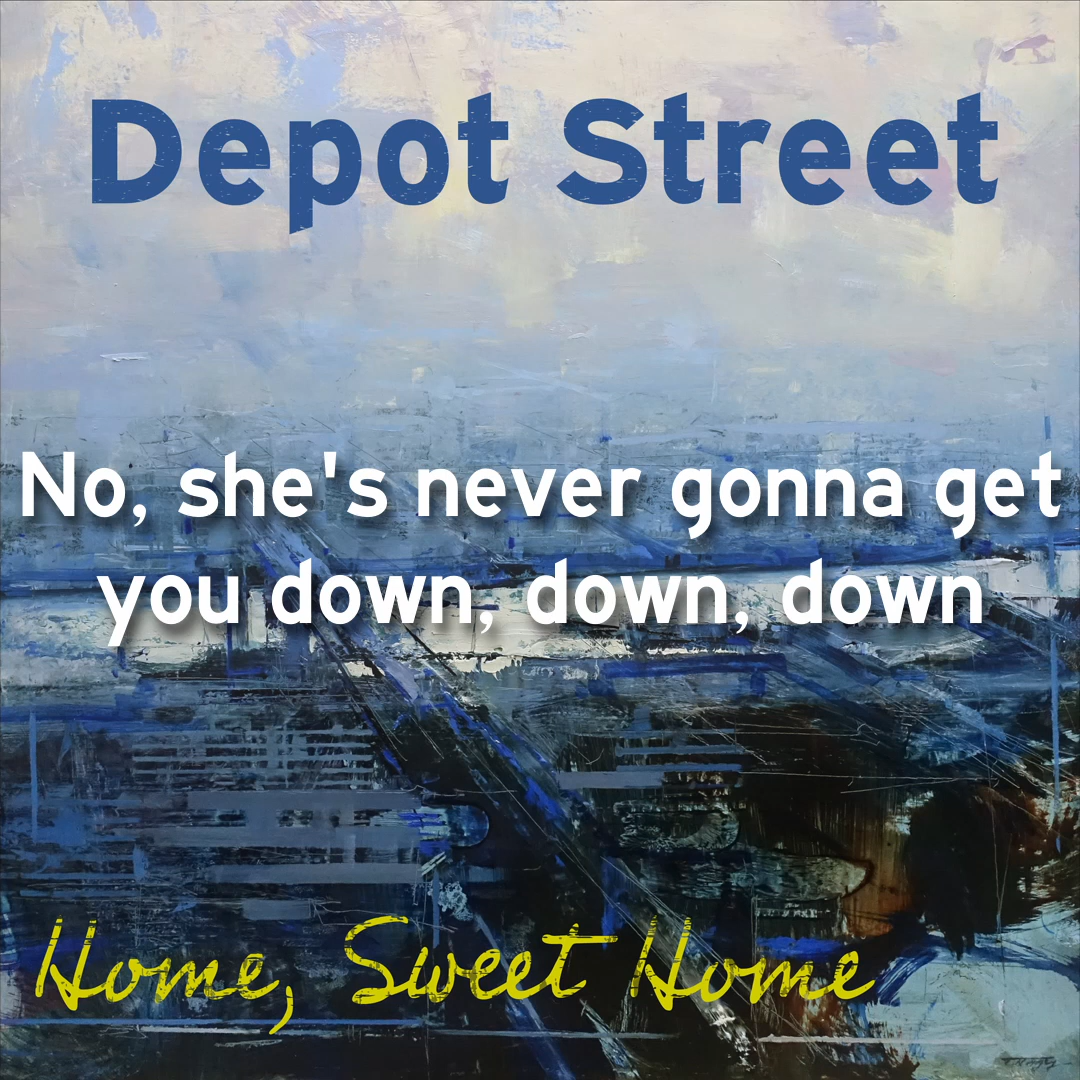 Depot Street
No, she's never gonna get
you down, down, down
Home, Sweet Home